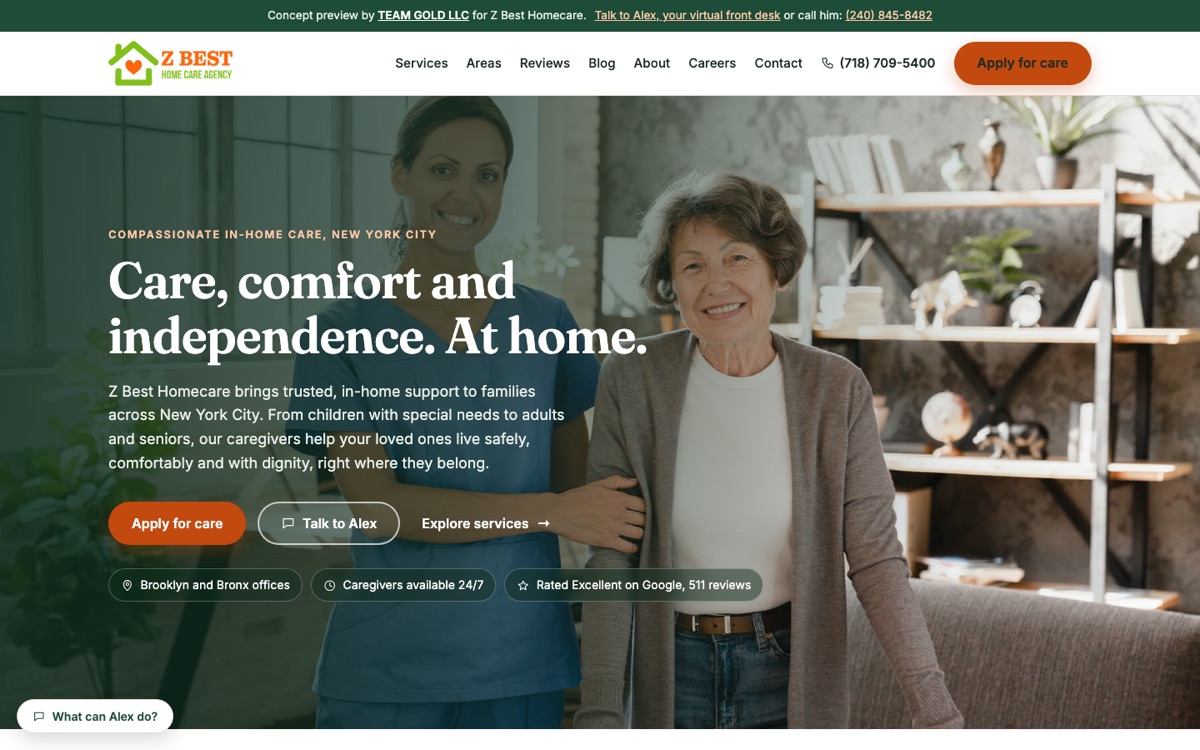 Concept preview by TEAM GOLD LLC for Z Best Homecare. Talk to Alex, your virtual front desk or call him: (240) 845-8482
Z BEST
HOME CARE AGENCY
Services Areas Reviews Blog About Careers Contact (718) 709-5400 Apply for care
COMPASSIONATE IN-HOME CARE, NEW YORK CITY
Care, comfort and
independence. At home.
Z Best Homecare brings trusted, in-home support to families
across New York City. From children with special needs to adults
and seniors, our caregivers help your loved ones live safely,
comfortably and with dignity, right where they belong.
Apply for care Talk to Alex Explore services →
Brooklyn and Bronx offices Caregivers available 24/7 Rated Excellent on Google, 511 reviews
What can Alex do?